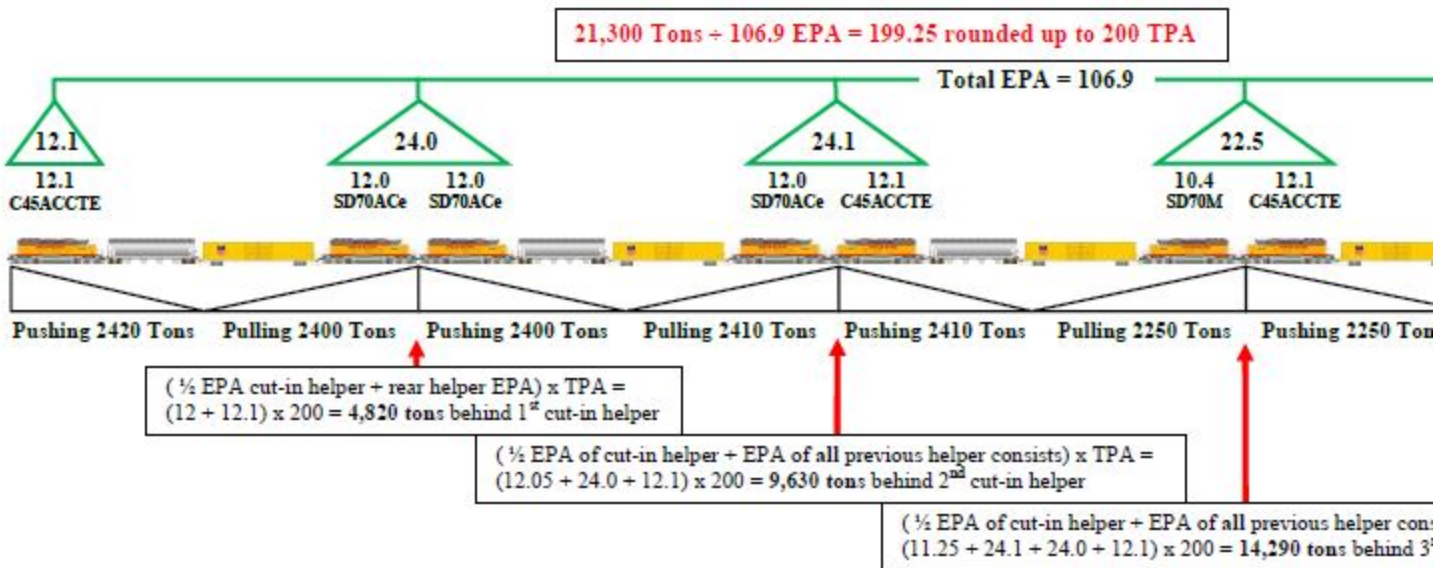 21,300 Tons ÷ 106.9 EPA = 199.25 rounded up to 200 TPA
Total EPA = 106.9
12.1
24.0
24.1
22.5
12.1
C45ACCTE
12.0 12.0
SD70ACe SD70ACe
12.0 12.1
SD70ACe C45ACCTE
10.4 12.1
SD70M C45ACCTE
Pushing 2420 Tons Pulling 2400 Tons Pushing 2400 Tons Pulling 2410 Tons Pushing 2410 Tons Pulling 2250 Tons Pushing 2250 Ton
( ½ EPA cut-in helper + rear helper EPA) x TPA =
(12 + 12.1) x 200 = 4,820 tons behind 1st cut-in helper
( ½ EPA of cut-in helper + EPA of all previous helper consists) x TPA =
(12.05 + 24.0 + 12.1) x 200 = 9,630 tons behind 2nd cut-in helper
( ½ EPA of cut-in helper + EPA of all previous helper cons
(11.25 + 24.1 + 24.0 + 12.1) x 200 = 14,290 tons behind 3